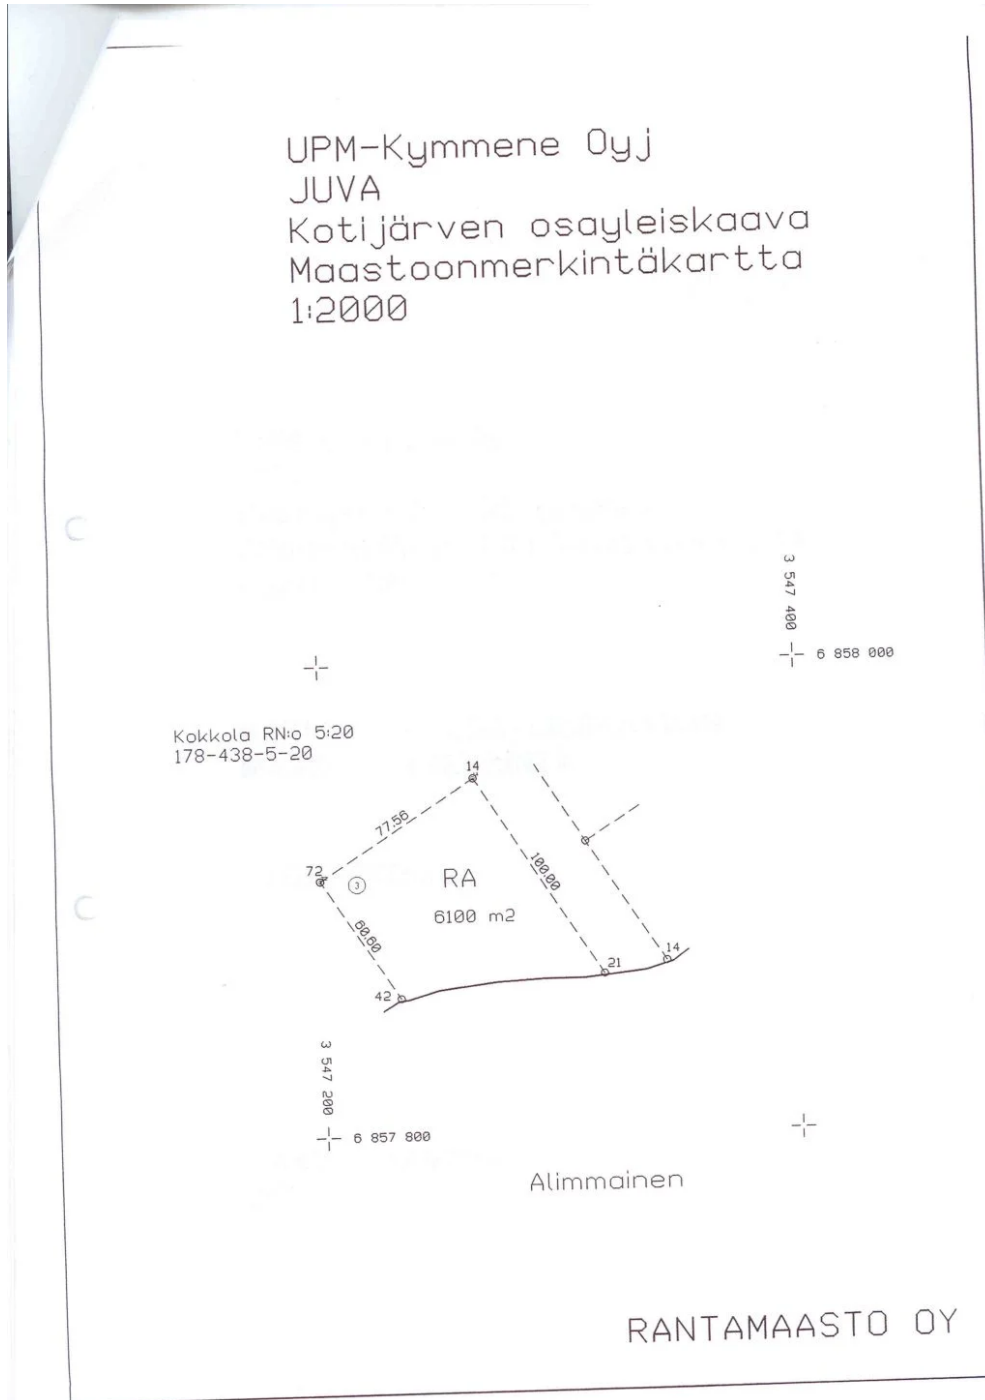 UPM-Kymmene Oyj
JUVA
Kotijärven osayleiskaava
Maastoonmerkintäkartta
1:2000
3 547 400
6 858 000
Kokkola RN:o 5:20
178-438-5-20
14
77.56
72
3
RA
100.00
6100 m2
60.60
14
21
42
3 547 200
6 857 800
Alimmainen
RANTAMAASTO OY